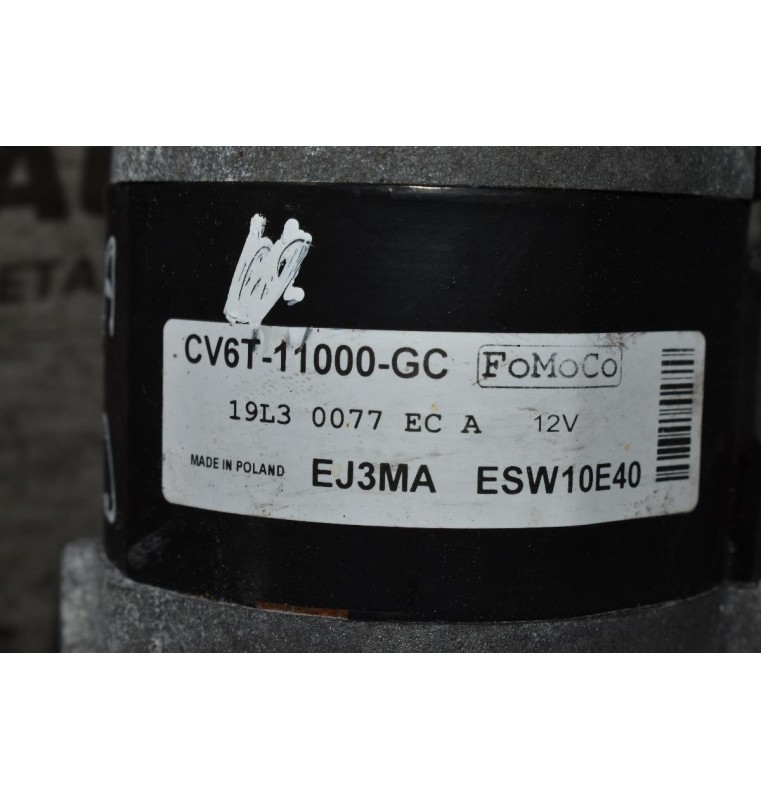 CV6T-11000-GC FoMoCo
19L3 0077 EC A 12V
MADE IN POLAND EJ3MA ESW10E40